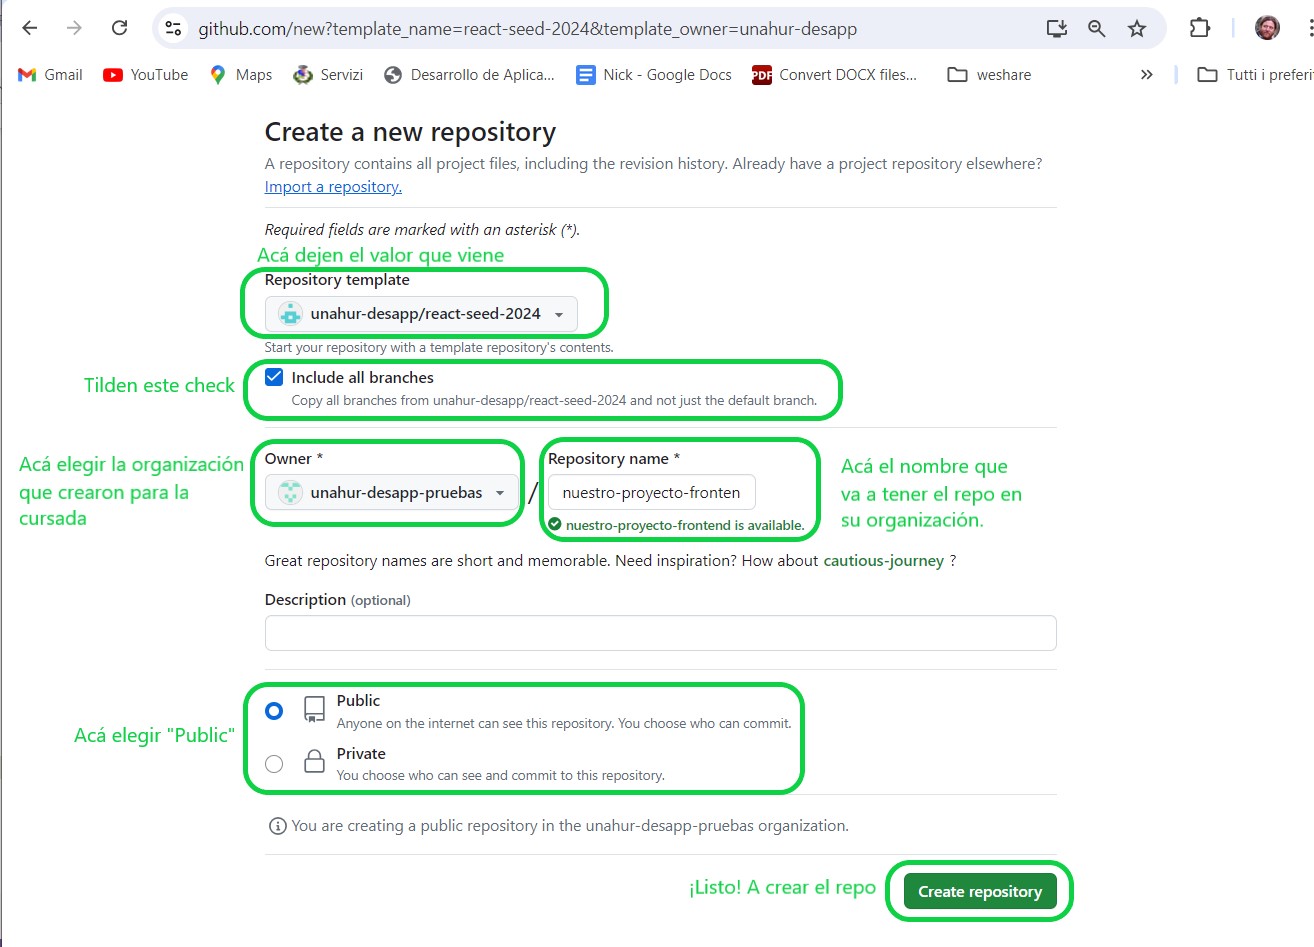 github.com/new?template_name=react-seed-2024&template_owner=unahur-desapp
Gmail YouTube Maps Servizi Desarrollo de Aplica... Nick - Google Docs PDF Convert DOCX files... weshare » Tutti i preferi
Create a new repository
A repository contains all project files, including the revision history. Already have a project repository elsewhere?
Import a repository.
Required fields are marked with an asterisk (*).
Acá dejen el valor que viene
Repository template
unahur-desapp/react-seed-2024
Start your repository with a template repository's contents.
Tilden este check
Include all branches
Copy all branches from unahur-desapp/react-seed-2024 and not just the default branch.
Acá elegir la organización
que crearon para la
cursada
Owner *
unahur-desapp-pruebas
/
Repository name *
nuestro-proyecto-fronten
nuestro-proyecto-frontend is available.
Acá el nombre que
va a tener el repo en
su organización.
Great repository names are short and memorable. Need inspiration? How about cautious-journey ?
Description (optional)
Acá elegir "Public"
Public
Anyone on the internet can see this repository. You choose who can commit.
Private
You choose who can see and commit to this repository.
You are creating a public repository in the unahur-desapp-pruebas organization.
¡Listo! A crear el repo
Create repository